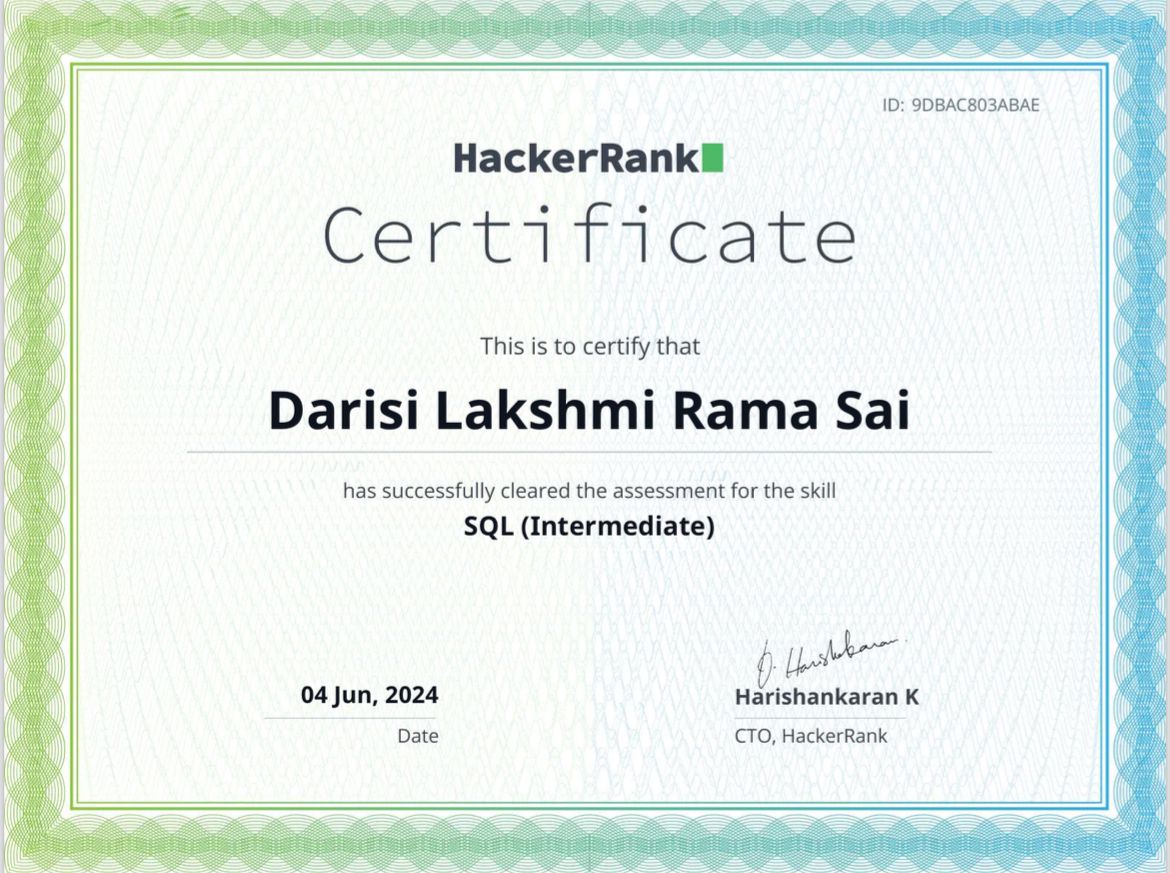 ID: 9DBAC803ABAE
HackerRank
Certificate
This is to certify that
Darisi Lakshmi Rama Sai
has successfully cleared the assessment for the skill
SQL (Intermediate)
04 Jun, 2024
Date
Harishankaran K
CTO, HackerRank